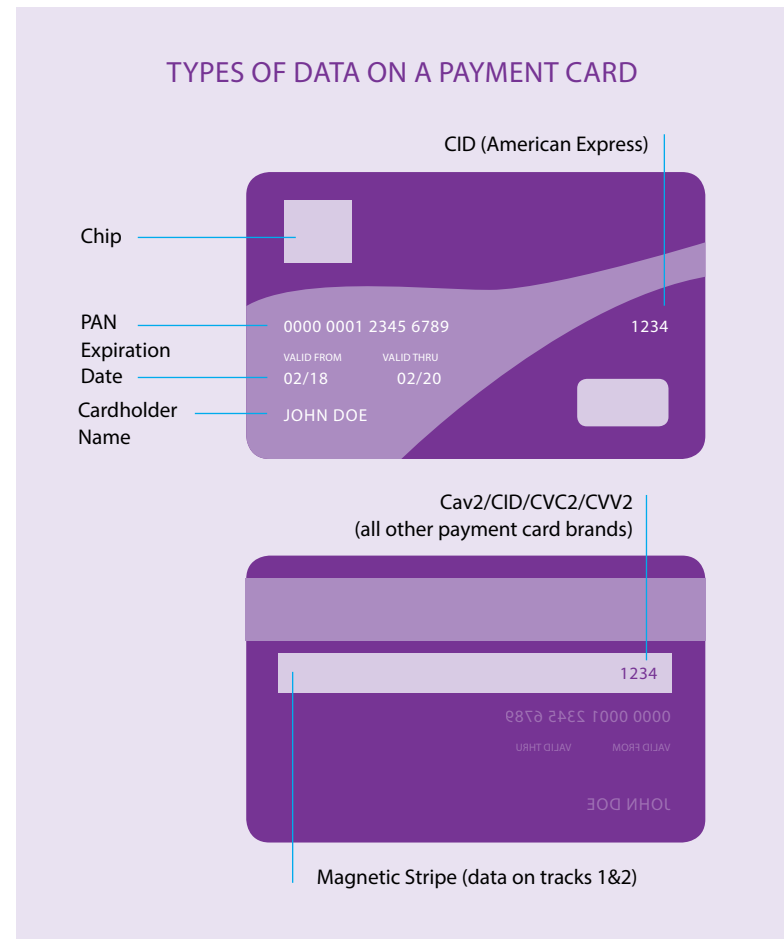 TYPES OF DATA ON A PAYMENT CARD
CID (American Express)
Chip
PAN
0000 0001 2345 6789
1234
Expiration
Date
VALID FROM VALID THRU
02/18 02/20
Cardholder
Name
JOHN DOE
Cav2/CID/CVC2/CVV2
(all other payment card brands)
1234
0000 0001 2345 6789
VALID FROM VALID THRU
JOHN DOE
Magnetic Stripe (data on tracks 1&2)